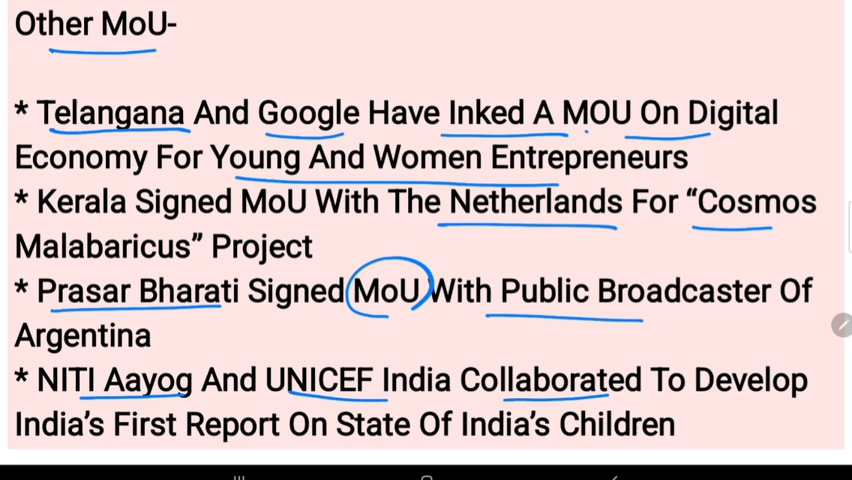 Other MoU-
* Telangana And Google Have Inked A MOU On Digital
Economy For Young And Women Entrepreneurs
* Kerala Signed MoU With The Netherlands For “Cosmos
Malabaricus” Project
* Prasar Bharati Signed MoU With Public Broadcaster Of
Argentina
* NITI Aayog And UNICEF India Collaborated To Develop
India’s First Report On State Of India’s Children